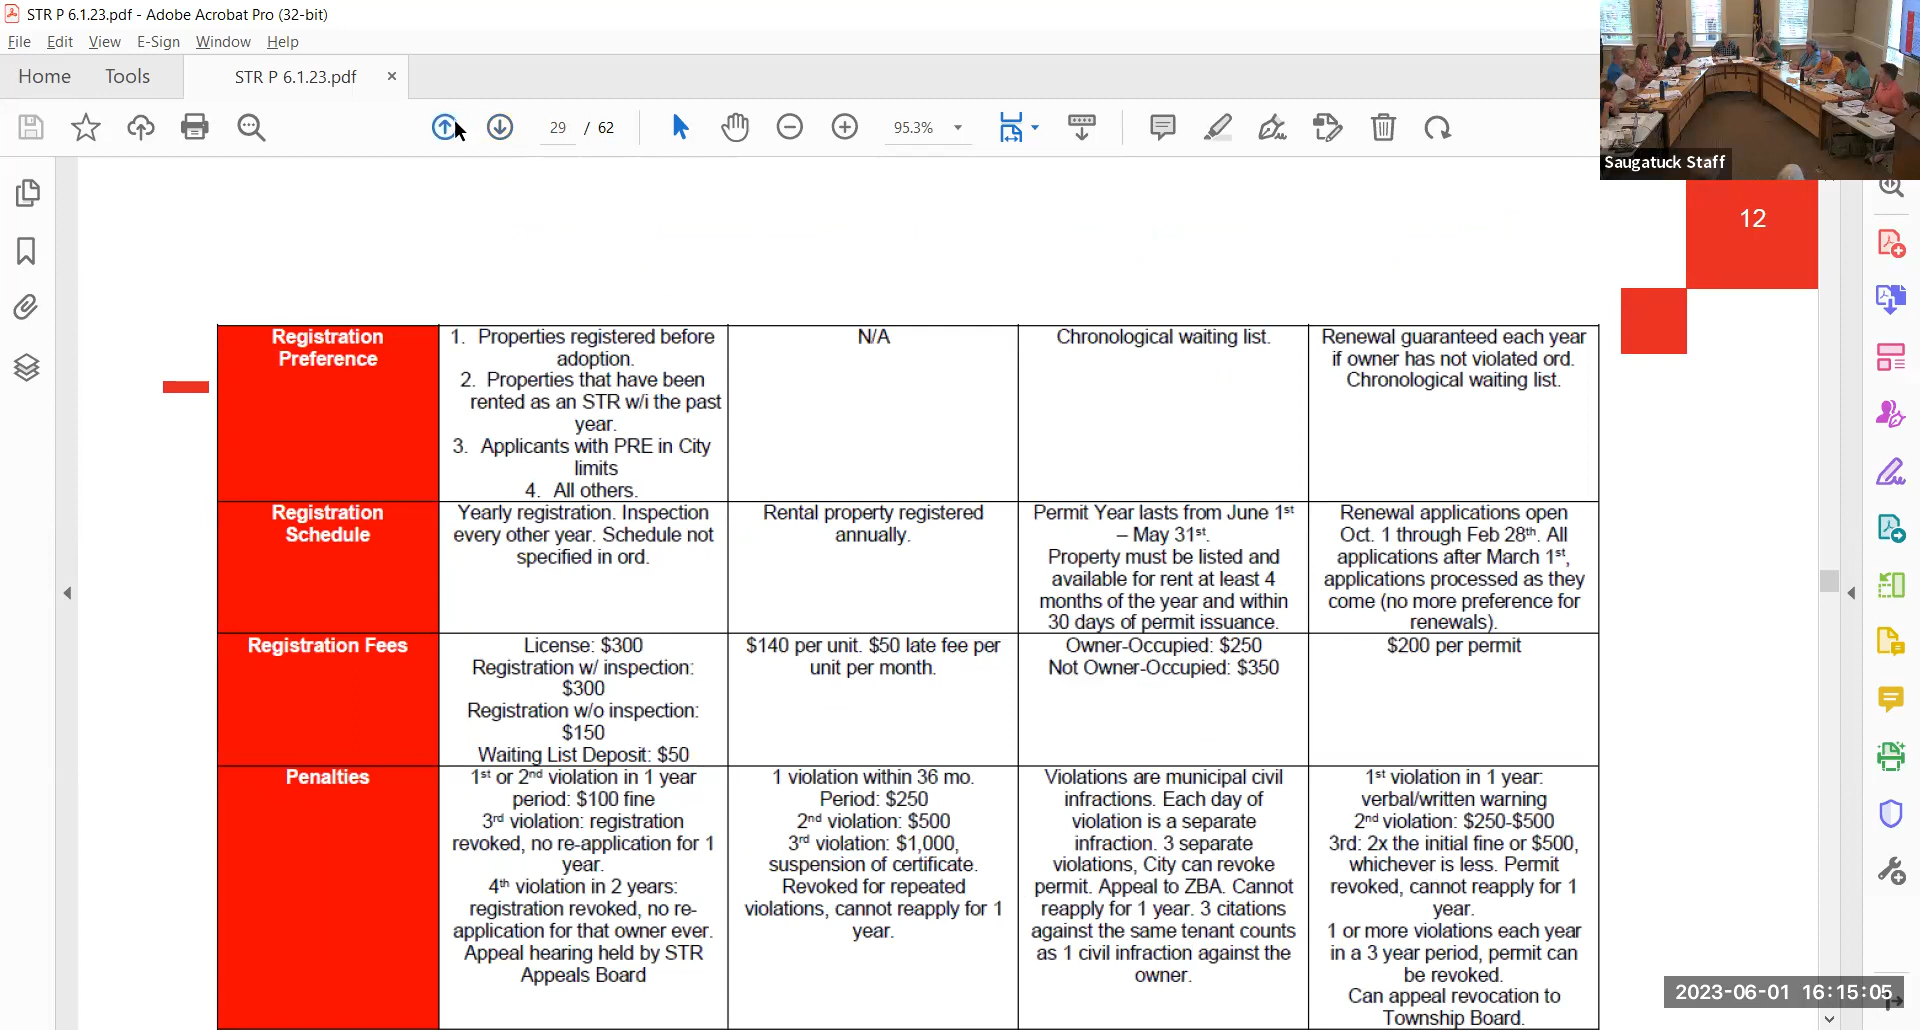 STR P 6.1.23.pdf - Adobe Acrobat Pro (32-bit)
File Edit View E-Sign Window Help
Home Tools STR P 6.1.23.pdf ×
29 / 62 95.3%
Saugatuck Staff
12
Registration
Preference
1. Properties registered before
adoption.
2. Properties that have been
rented as an STR w/i the past
year.
3. Applicants with PRE in City
limits
4. All others.
N/A
Chronological waiting list.
Renewal guaranteed each year
if owner has not violated ord.
Chronological waiting list.
Registration
Schedule
Yearly registration. Inspection
every other year. Schedule not
specified in ord.
Rental property registered
annually.
Permit Year lasts from June 1st
– May 31st.
Property must be listed and
available for rent at least 4
months of the year and within
30 days of permit issuance.
Renewal applications open
Oct. 1 through Feb 28th. All
applications after March 1st,
applications processed as they
come (no more preference for
renewals).
Registration Fees
License: $300
Registration w/ inspection:
$300
Registration w/o inspection:
$150
Waiting List Deposit: $50
$140 per unit. $50 late fee per
unit per month.
Owner-Occupied: $250
Not Owner-Occupied: $350
$200 per permit
Penalties
1st or 2nd violation in 1 year
period: $100 fine
3rd violation: registration
revoked, no re-application for 1
year.
4th violation in 2 years:
registration revoked, no re-
application for that owner ever.
Appeal hearing held by STR
Appeals Board
1 violation within 36 mo.
Period: $250
2nd violation: $500
3rd violation: $1,000,
suspension of certificate.
Revoked for repeated
violations, cannot reapply for 1
year.
Violations are municipal civil
infractions. Each day of
violation is a separate
infraction. 3 separate
violations, City can revoke
permit. Appeal to ZBA. Cannot
reapply for 1 year. 3 citations
against the same tenant counts
as 1 civil infraction against the
owner.
1st violation in 1 year:
verbal/written warning
2nd violation: $250-$500
3rd: 2x the initial fine or $500,
whichever is less. Permit
revoked, cannot reapply for 1
year.
1 or more violations each year
in a 3 year period, permit can
be revoked.
Can appeal revocation to
Township Board.
2023-06-01 16:15:05